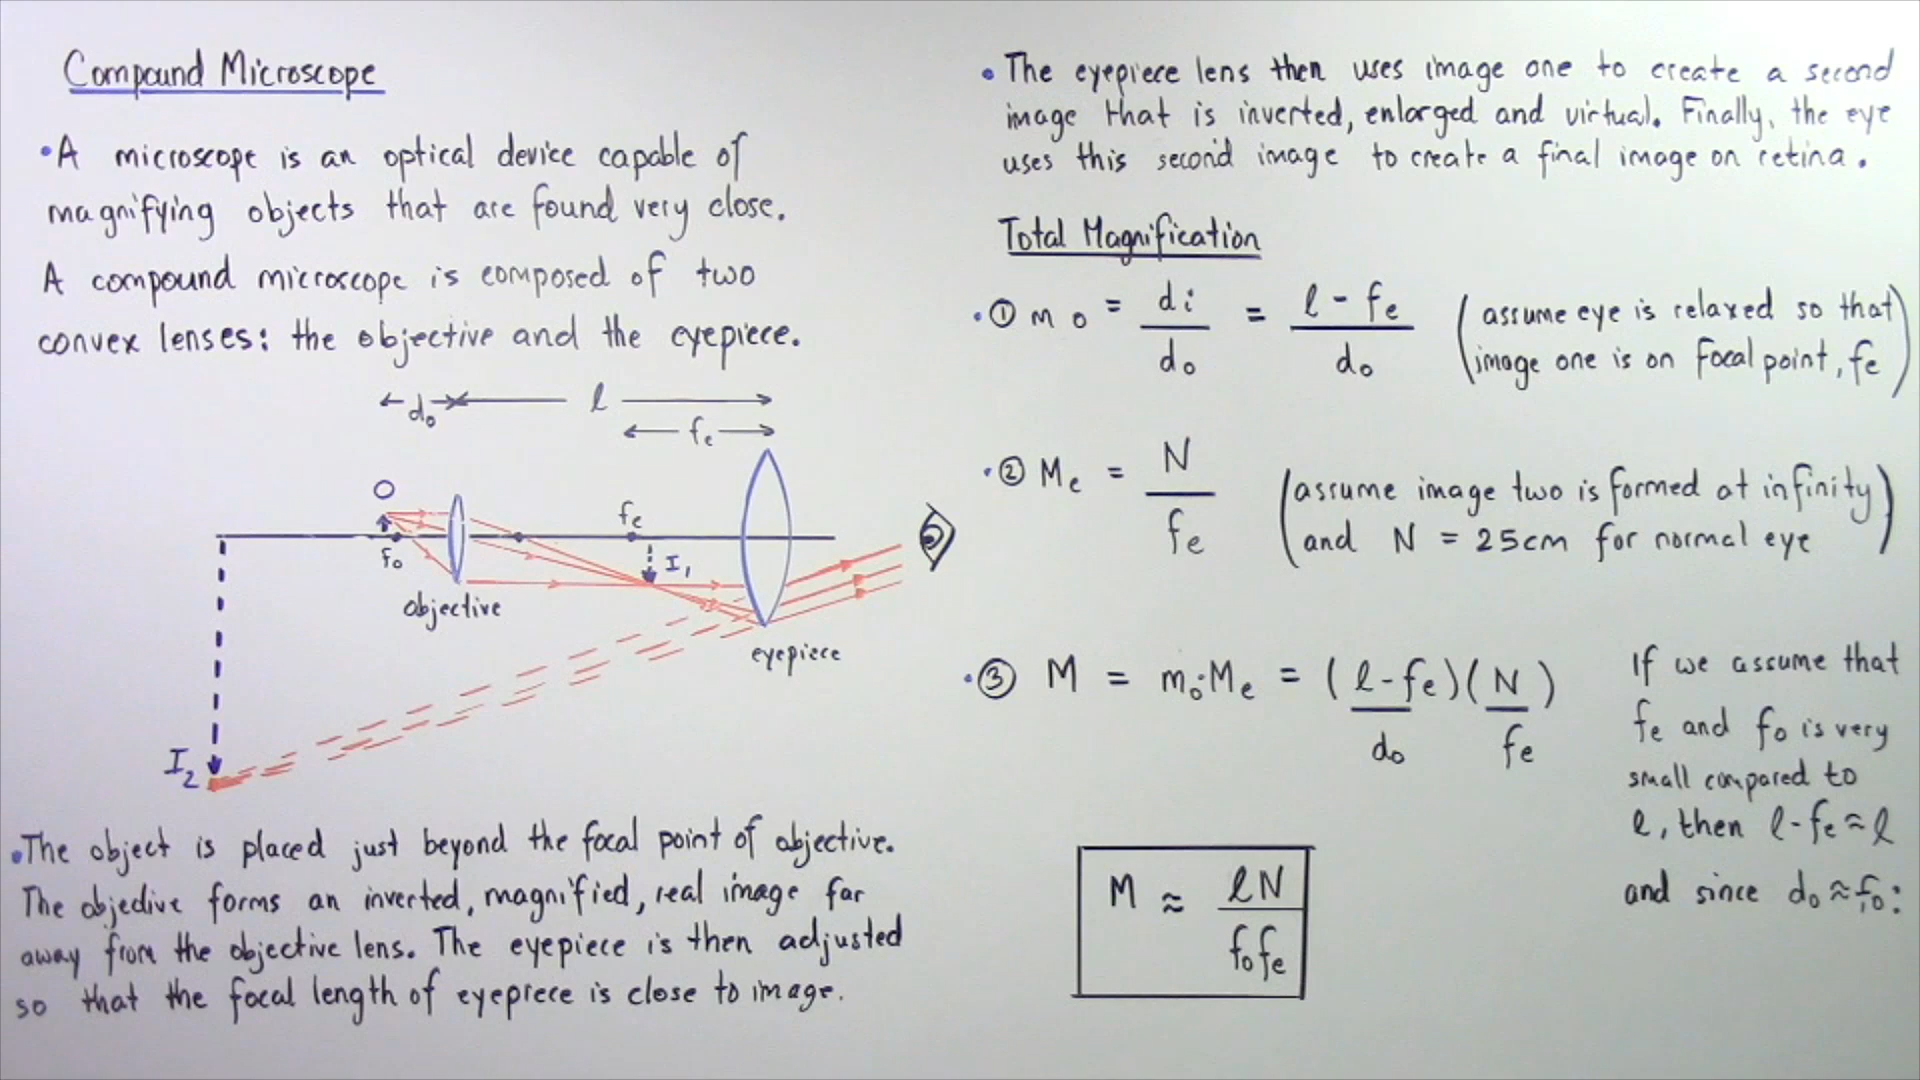 Compound Microscope
• A microscope is an optical device capable of
magnifying objects that are found very close.
A compound microscope is composed of two
convex lenses: the objective and the eyepiece.
d₀ l
fe
O
f₀ fe I₁
objective
eyepiece
I₂
• The object is placed just beyond the focal point of objective.
The objective forms an inverted, magnified, real image far
away from the objective lens. The eyepiece is then adjusted
so that the focal length of eyepiece is close to image.
• The eyepiece lens then uses image one to create a second
image that is inverted, enlarged and virtual. Finally, the eye
uses this second image to create a final image on retina.
Total Magnification
• ① m₀ = di/d₀ = l - fe/d₀ (assume eye is relaxed so that
image one is on focal point, fe)
• ② Me = N/fe (assume image two is formed at infinity
and N = 25cm for normal eye)
• ③ M = m₀·Me = (l-fe/d₀)(N/fe)
If we assume that
fe and f₀ is very
small compared to
l, then l-fe≈l
and since d₀≈f₀:
M ≈ lN/f₀fe